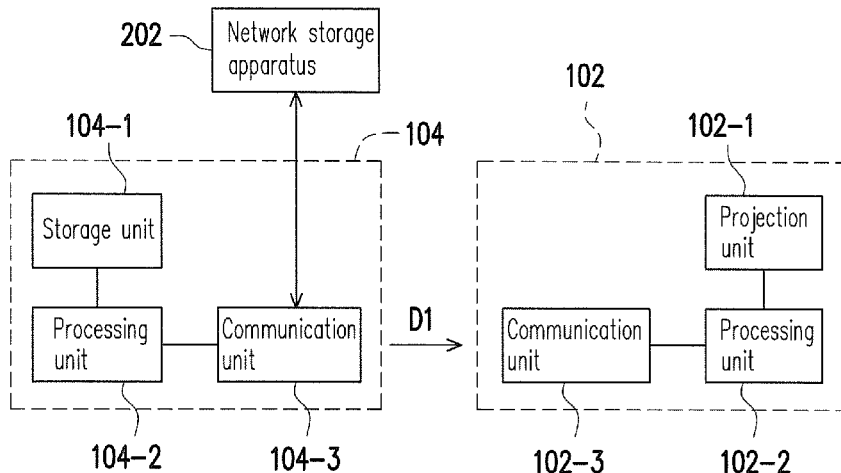 202
Network storage
apparatus
104-1
104
102
102-1
Storage unit
Projection
unit
Processing
unit
Communication
unit
D1
Communication
unit
Processing
unit
104-2
104-3
102-3
102-2